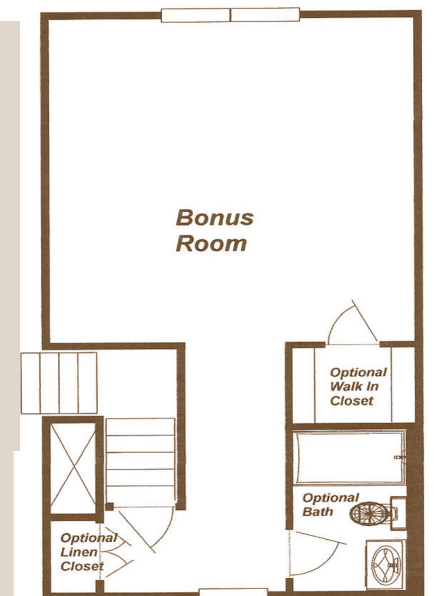 Bonus
Room
Optional
Walk In
Closet
Optional
Bath
Optional
Linen
Closet